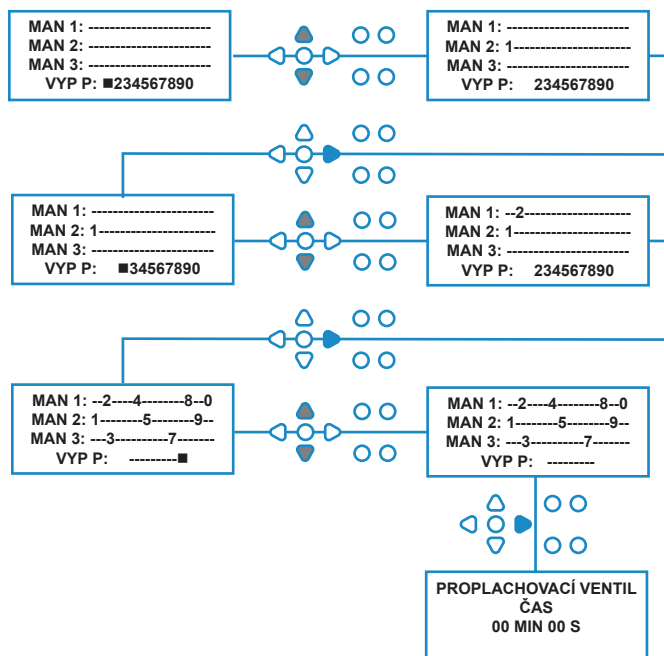 MAN 1: -----------------------
MAN 2: -----------------------
MAN 3: -----------------------
VYP P: ■234567890
MAN 1: -----------------------
MAN 2: 1----------------------
MAN 3: -----------------------
VYP P: 234567890
MAN 1: -----------------------
MAN 2: 1----------------------
MAN 3: -----------------------
VYP P: ■34567890
MAN 1: --2--------------------
MAN 2: 1----------------------
MAN 3: -----------------------
VYP P: 234567890
MAN 1: --2----4--------8--0
MAN 2: 1--------5--------9--
MAN 3: ---3----------7-------
VYP P: ---------■
MAN 1: --2----4--------8--0
MAN 2: 1--------5--------9--
MAN 3: ---3----------7-------
VYP P: ---------
PROPLACHOVACÍ VENTIL
ČAS
00 MIN 00 S